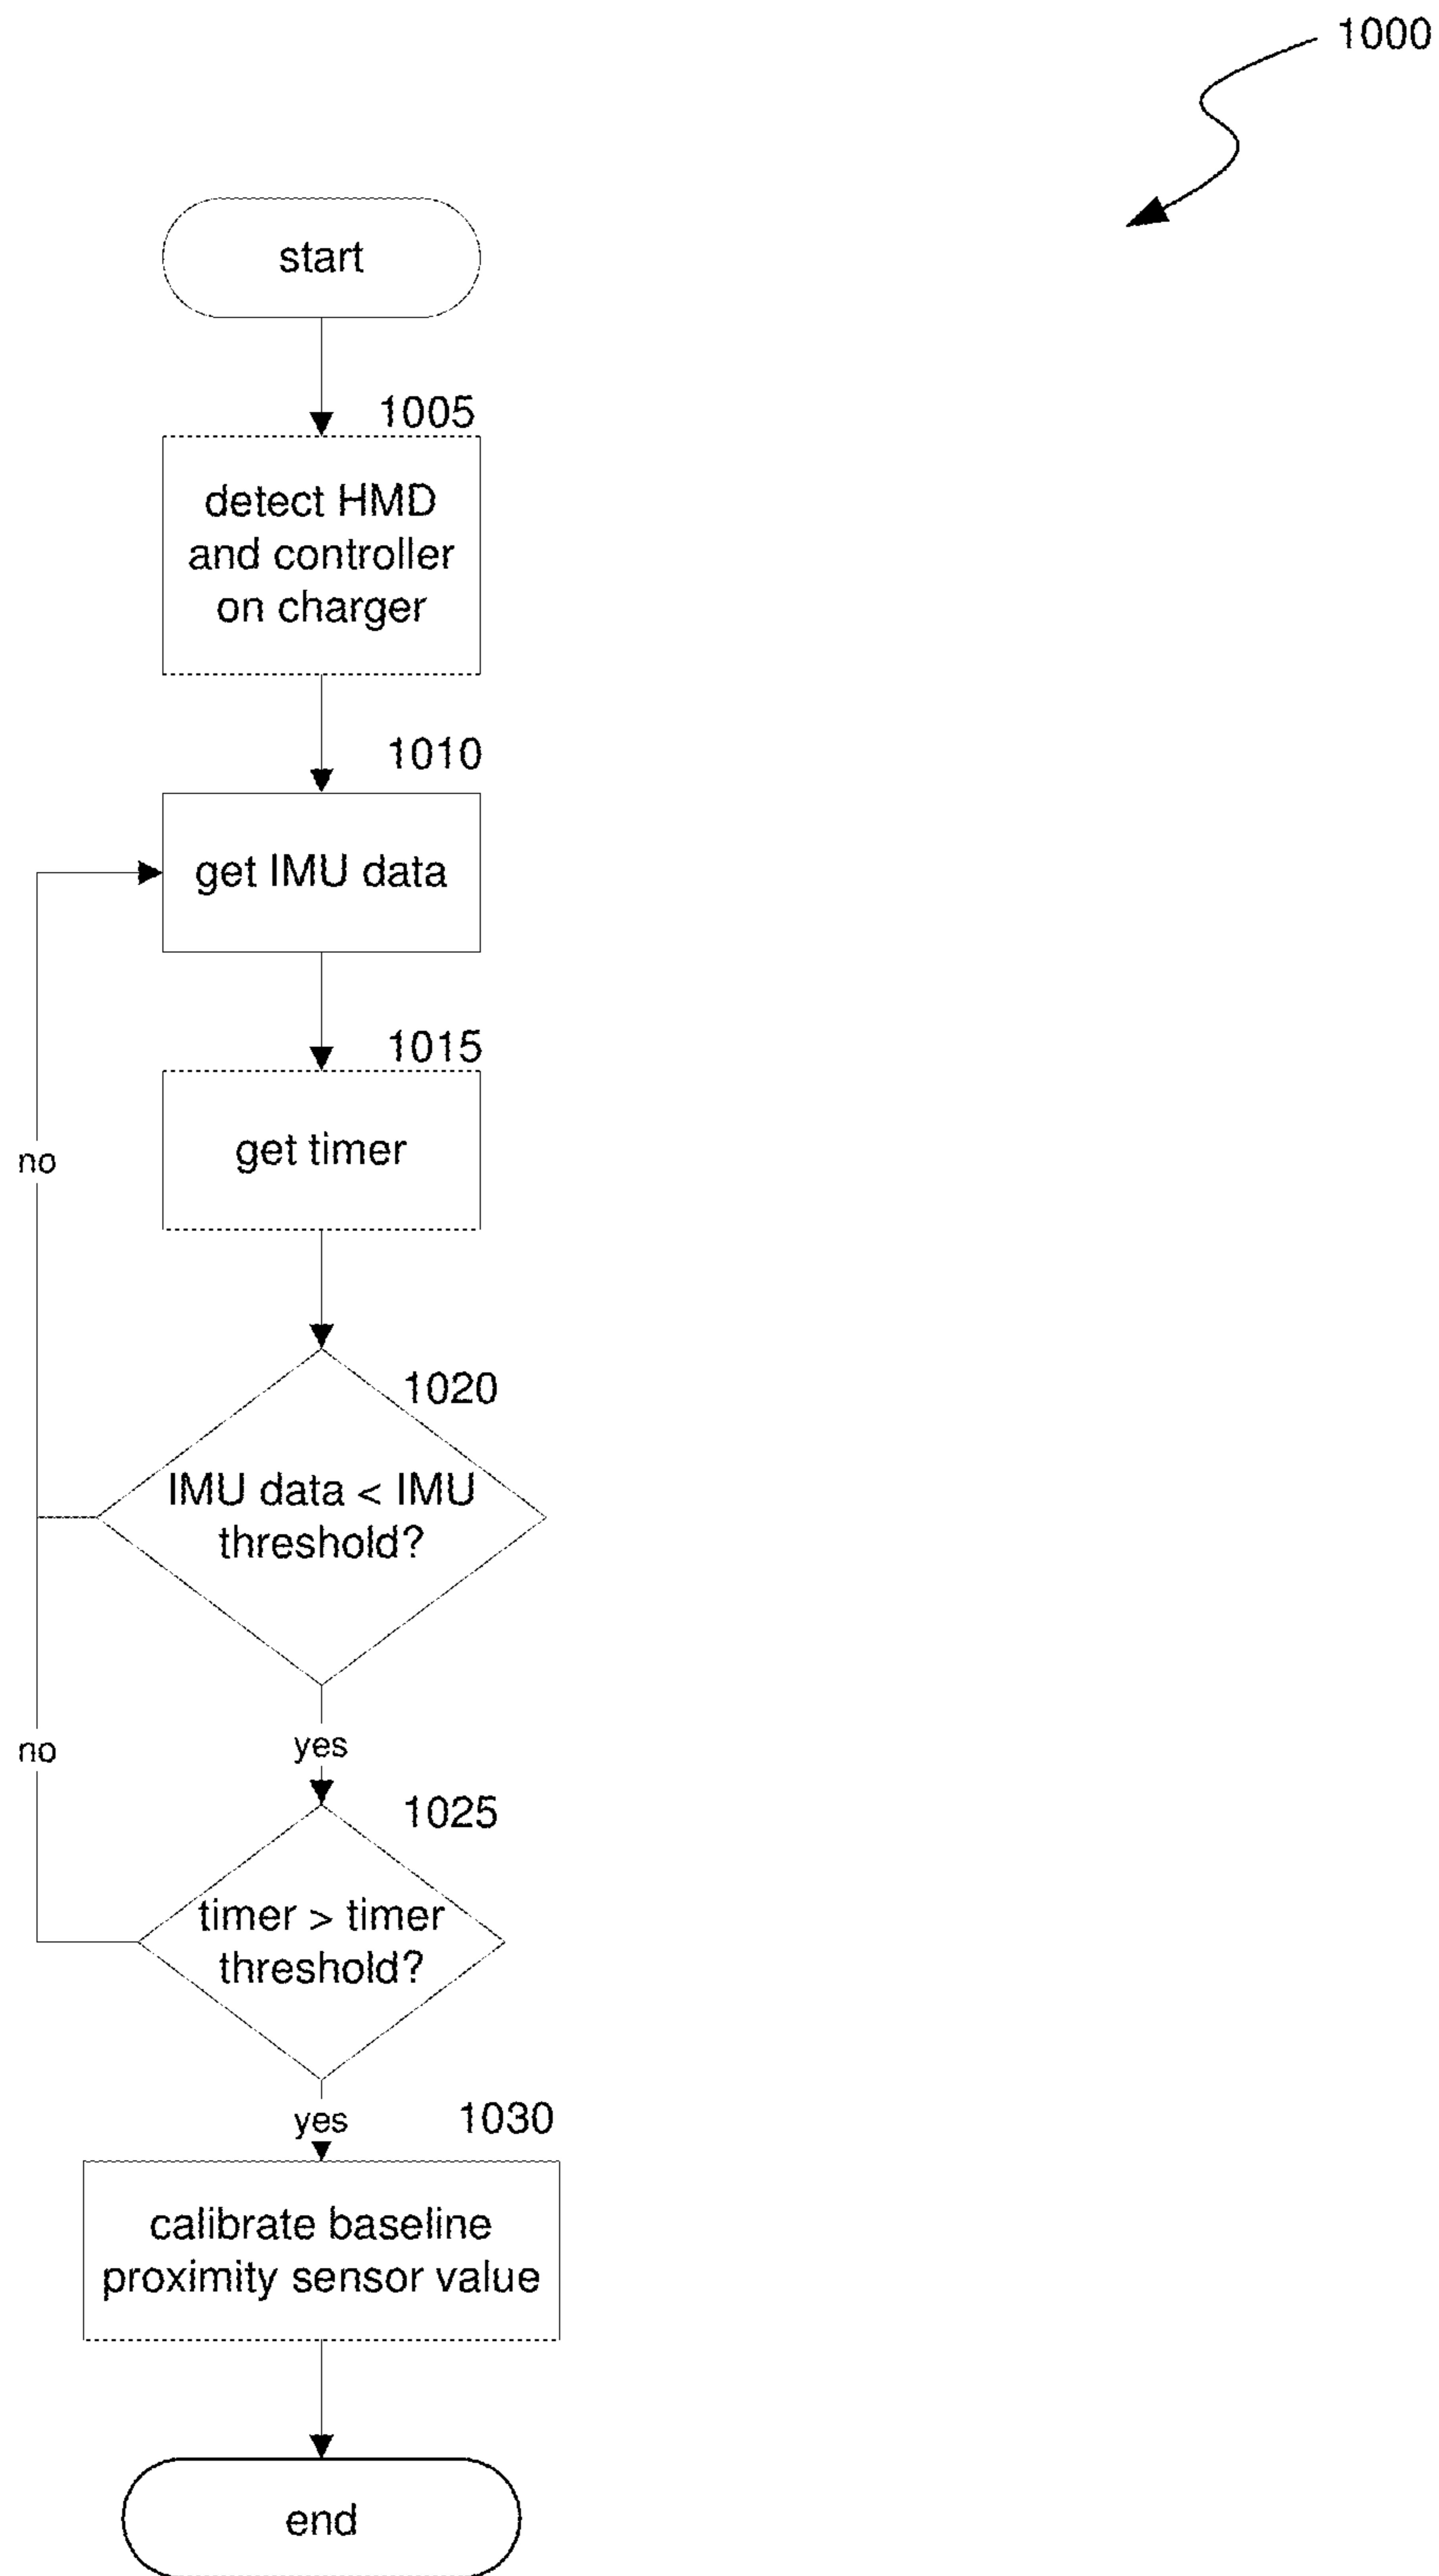 1000
start
1005
detect HMD
and controller
on charger
1010
get IMU data
1015
get timer
no
1020
IMU data < IMU
threshold?
no
yes
1025
timer > timer
threshold?
yes
1030
calibrate baseline
proximity sensor value
end